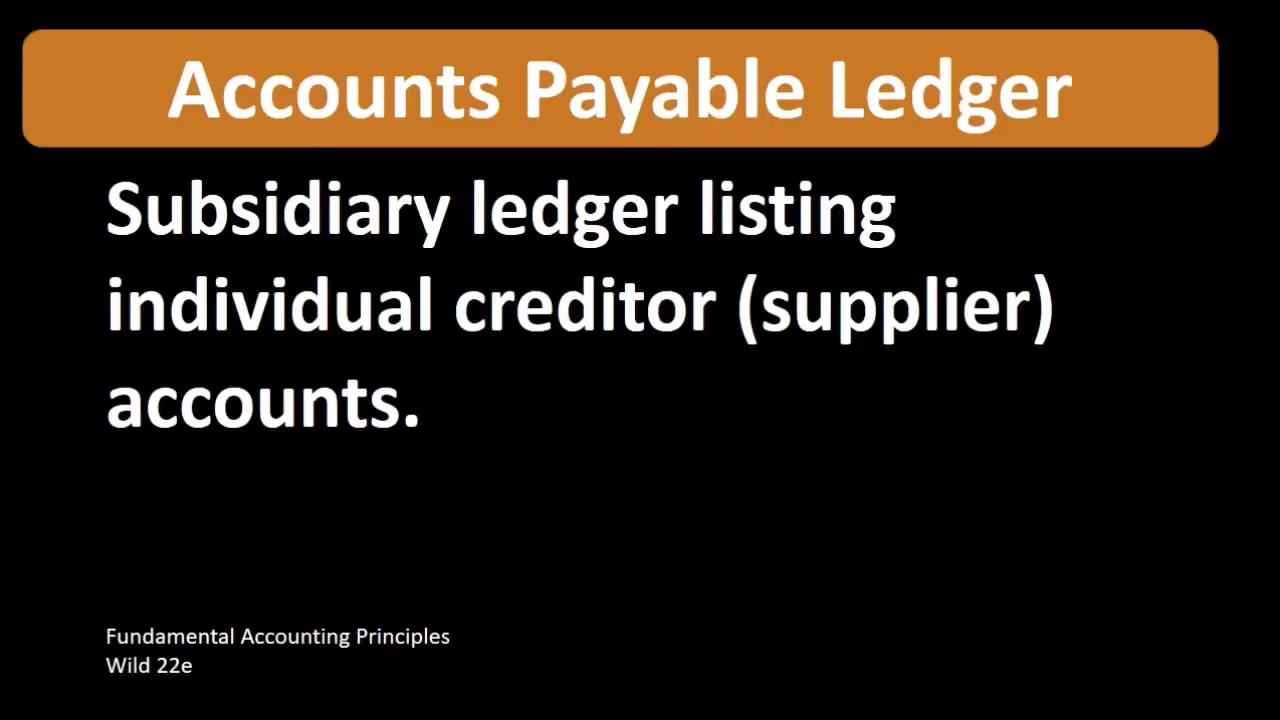 Accounts Payable Ledger
Subsidiary ledger listing
individual creditor (supplier)
accounts.
Fundamental Accounting Principles
Wild 22e